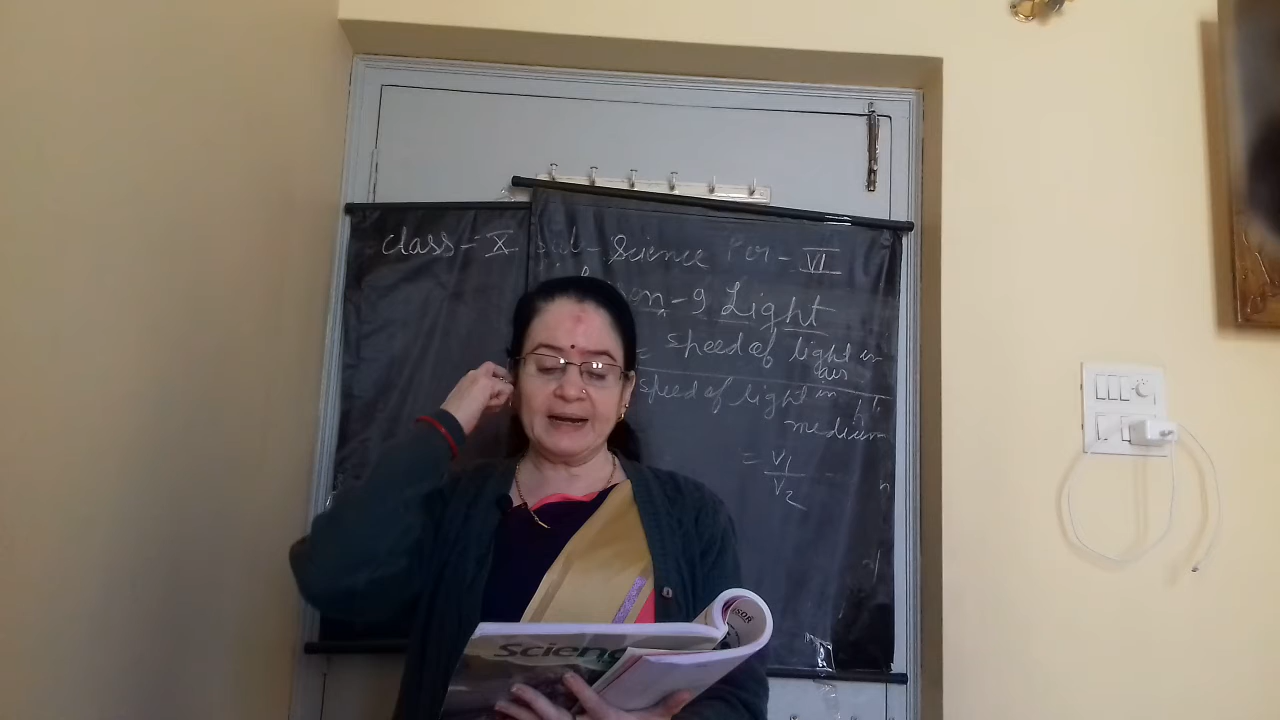 Class - X Sub - Science Per - VI
on - 9 Light
= speed of light in
air
speed of light in
medium
= V1
V2
Science